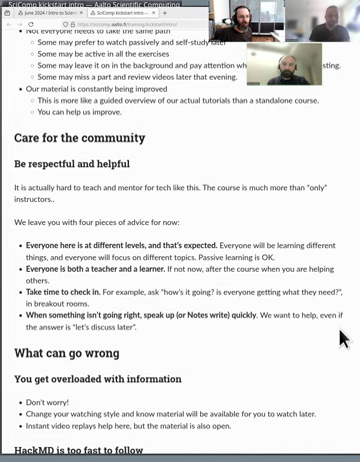 SciComp kickstart intro — Aalto Scientific
June 2024 / Intro to Scien
SciComp kickstart intro —
Not everyone needs to take the same path
Some may prefer to watch passively and self-study later
Some may be active in all the exercises
Some may leave it on in the background and pay attention wh sting.
Some may miss a part and review videos later that evening.
Our material is constantly being improved
This is more like a guided overview of our actual tutorials than a standalone course.
You can help us improve.
Care for the community
Be respectful and helpful
It is actually hard to teach and mentor for tech like this. The course is much more than "only"
instructors..
We leave you with four pieces of advice for now:
Everyone here is at different levels, and that's expected. Everyone will be learning different
things, and everyone will focus on different topics. Passive learning is OK.
Everyone is both a teacher and a learner. If not now, after the course when you are helping
others.
Take time to check in. For example, ask "how's it going? is everyone getting what they need?",
in breakout rooms.
When something isn't going right, speak up (or Notes write) quickly. We want to help, even if
the answer is "let's discuss later".
What can go wrong
You get overloaded with information
Don't worry!
Change your watching style and know material will be available for you to watch later.
Instant video replays help here, but the material is also open.
HackMD is too fast to follow